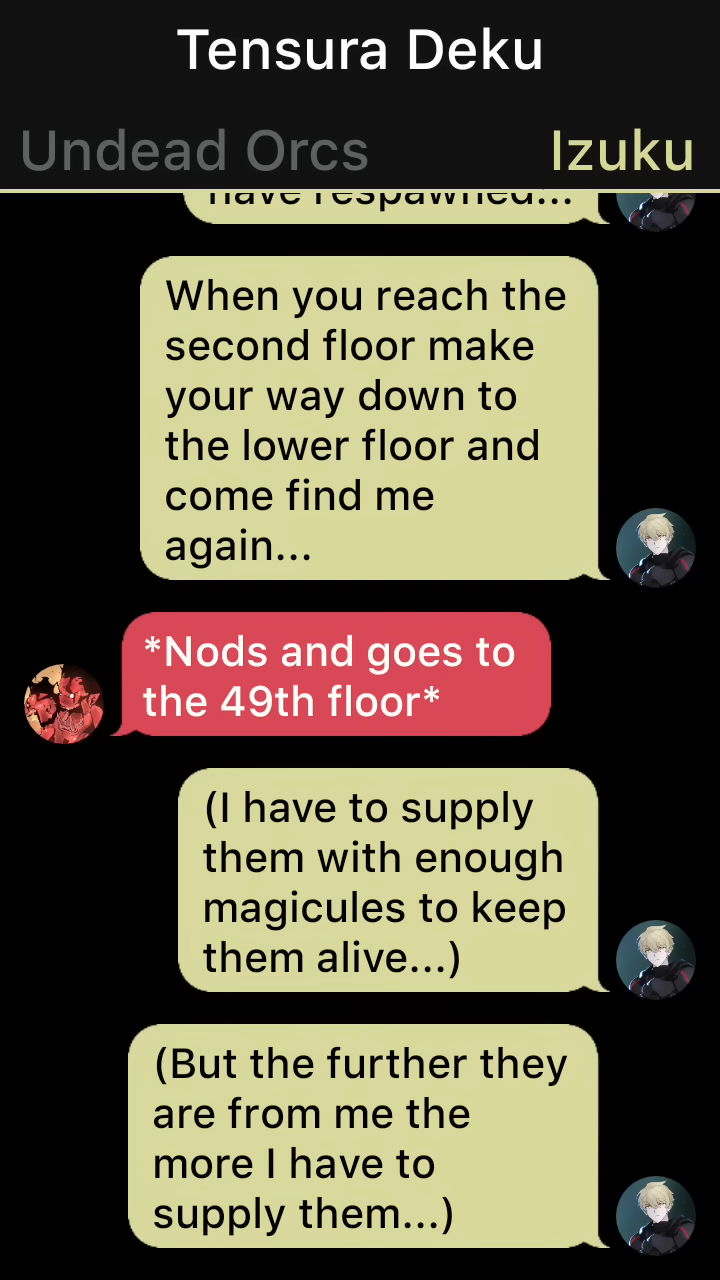 Tensura Deku
Undead Orcs
Izuku
have respawned...
When you reach the
second floor make
your way down to
the lower floor and
come find me
again...
*Nods and goes to
the 49th floor*
(I have to supply
them with enough
magicules to keep
them alive...)
(But the further they
are from me the
more I have to
supply them...)